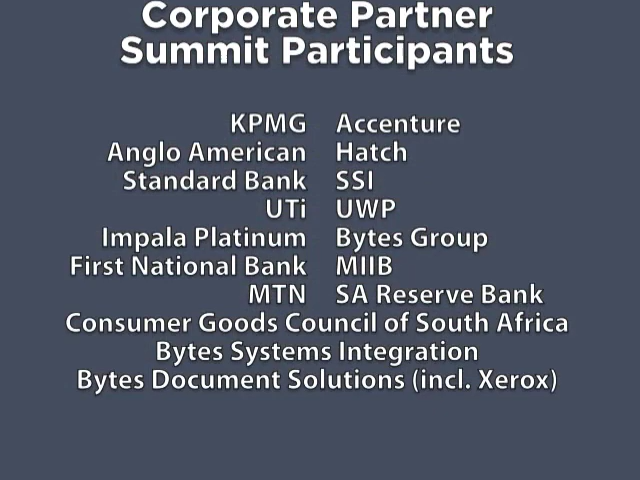 Corporate Partner
Summit Participants
KPMG Accenture
Anglo American Hatch
Standard Bank SSI
UTi UWP
Impala Platinum Bytes Group
First National Bank MIIB
MTN SA Reserve Bank
Consumer Goods Council of South Africa
Bytes Systems Integration
Bytes Document Solutions (incl. Xerox)